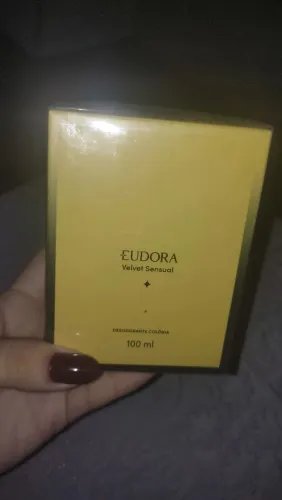 EUDORA
Velvet Sensual
DESODORANTE COLÔNIA
100 ml